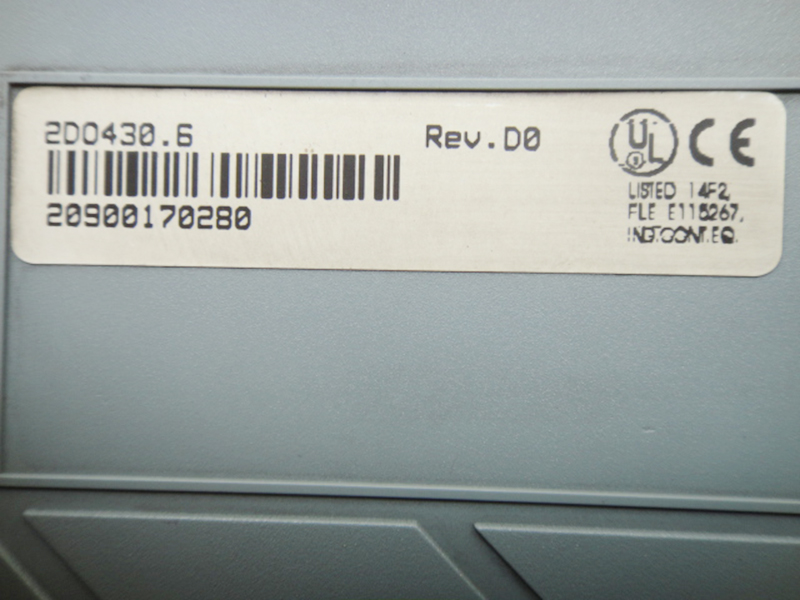 2DO430.6
Rev.D0
20900170280
UL
CE
LISTED 14F2,
FLE E115267,
IND.CONT.EQ.